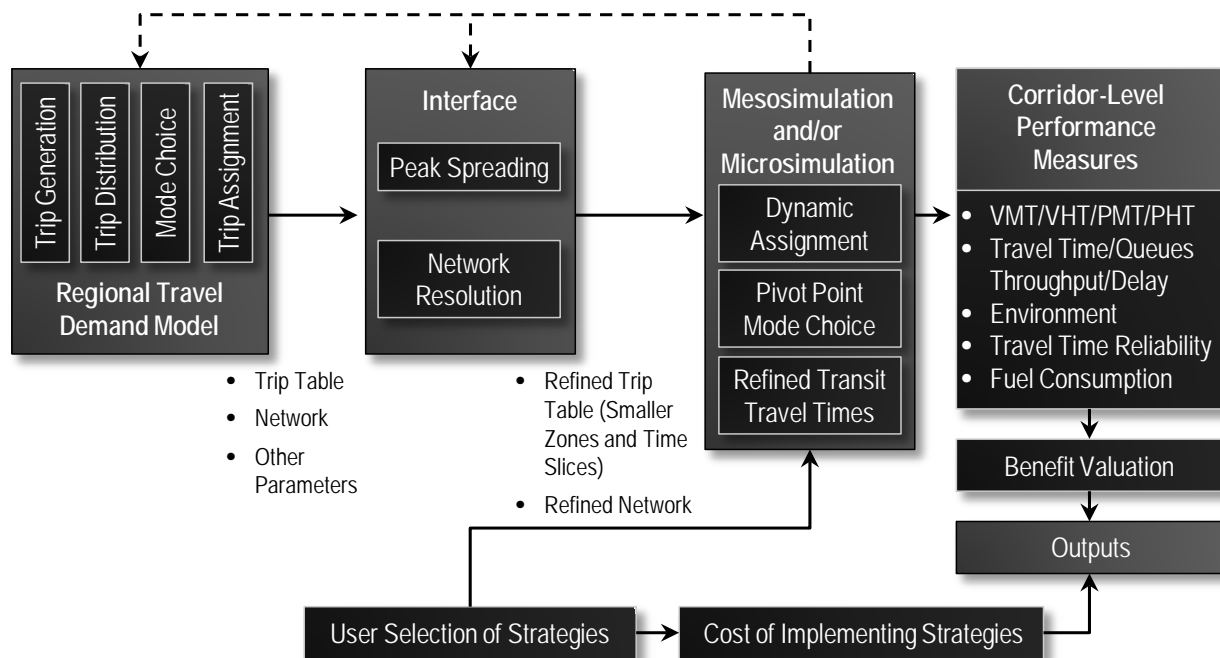 Trip Generation
Trip Distribution
Mode Choice
Trip Assignment
Regional Travel
Demand Model
• Trip Table
• Network
• Other
Parameters
Interface
Peak Spreading
Network
Resolution
• Refined Trip
Table (Smaller
Zones and Time
Slices)
• Refined Network
Mesosimulation
and/or
Microsimulation
Dynamic
Assignment
Pivot Point
Mode Choice
Refined Transit
Travel Times
Corridor-Level
Performance
Measures
• VMT/VHT/PMT/PHT
• Travel Time/Queues
Throughput/Delay
• Environment
• Travel Time Reliability
• Fuel Consumption
Benefit Valuation
Outputs
User Selection of Strategies
Cost of Implementing Strategies